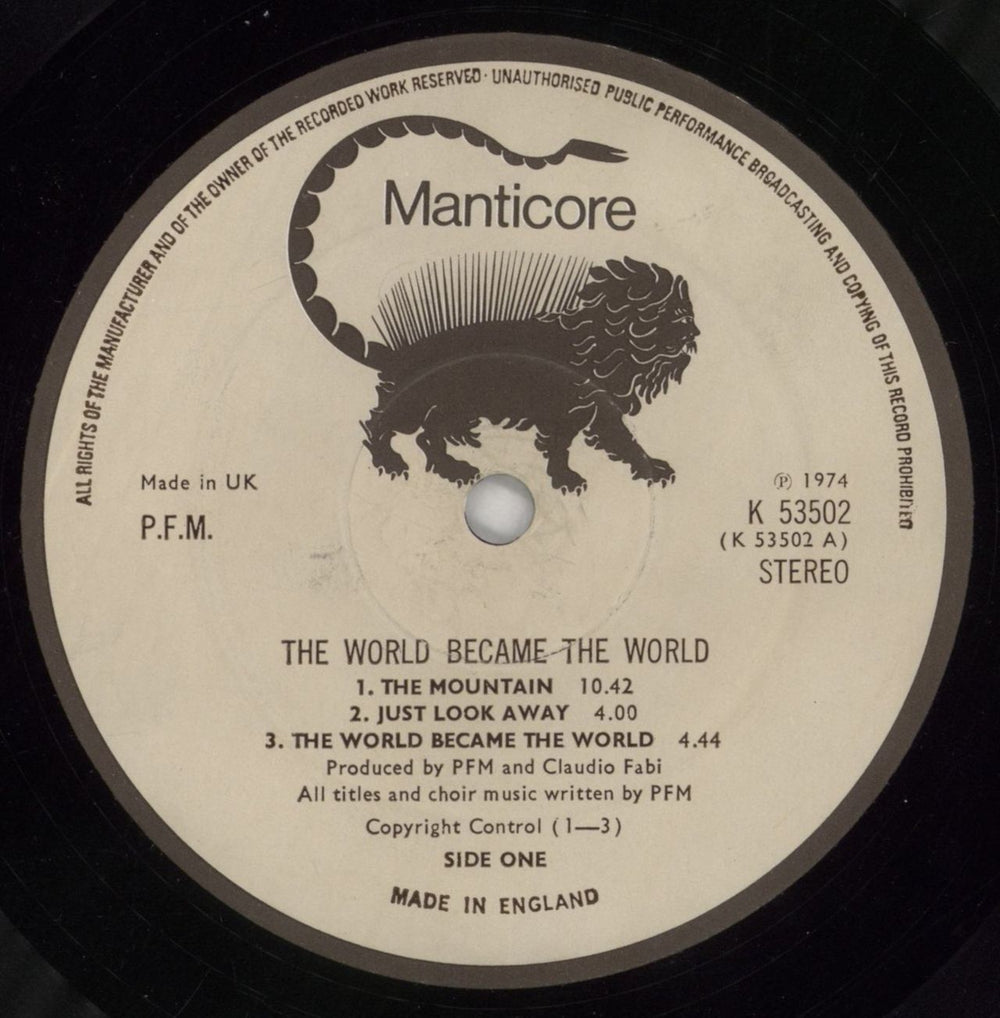 ALL RIGHTS OF THE MANUFACTURER AND OF THE OWNER OF THE RECORDED WORK RESERVED · UNAUTHORISED PUBLIC PERFORMANCE BROADCASTING AND COPYING OF THIS RECORD PROHIBITED
Manticore
Made in UK
P.F.M.
℗ 1974
K 53502
(K 53502 A)
STEREO
THE WORLD BECAME THE WORLD
1. THE MOUNTAIN 10.42
2. JUST LOOK AWAY 4.00
3. THE WORLD BECAME THE WORLD 4.44
Produced by PFM and Claudio Fabi
All titles and choir music written by PFM
Copyright Control (1—3)
SIDE ONE
MADE IN ENGLAND